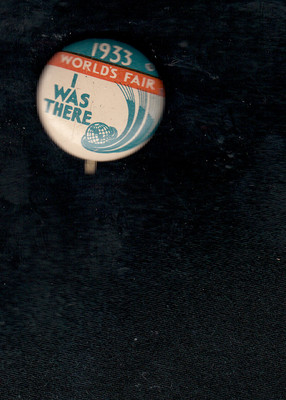 1933
WORLD'S FAIR
I
WAS
THERE